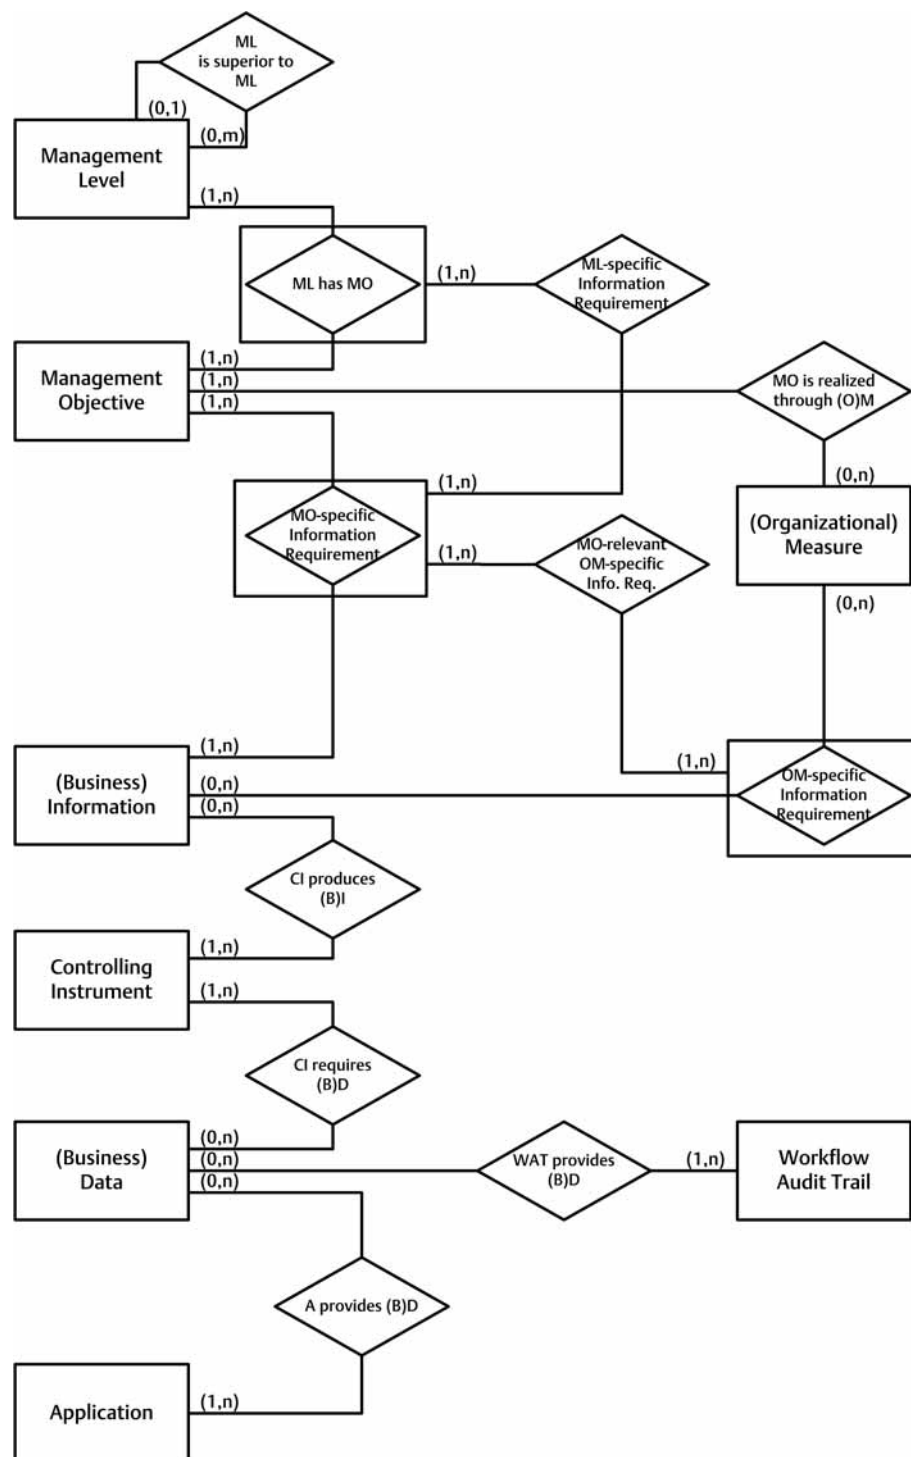 ML
is superior to
ML
(0,1)
(0,m)
Management
Level
(1,n)
ML has MO
(1,n)
ML-specific
Information
Requirement
Management
Objective
(1,n)
(1,n)
(1,n)
MO is realized
through (O)M
(0,n)
(Organizational)
Measure
(0,n)
MO-specific
Information
Requirement
(1,n)
(1,n)
MO-relevant
OM-specific
Info. Req.
(Business)
Information
(1,n)
(0,n)
(0,n)
(1,n)
OM-specific
Information
Requirement
CI produces
(B)I
Controlling
Instrument
(1,n)
(1,n)
CI requires
(B)D
(Business)
Data
(0,n)
(0,n)
(0,n)
WAT provides
(B)D
(1,n)
Workflow
Audit Trail
A provides (B)D
Application
(1,n)